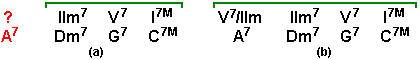 ? IIm7 V7 I7M V7/IIm IIm7 V7 I7M
A7 Dm7 G7 C7M A7 Dm7 G7 C7M
(a) (b)